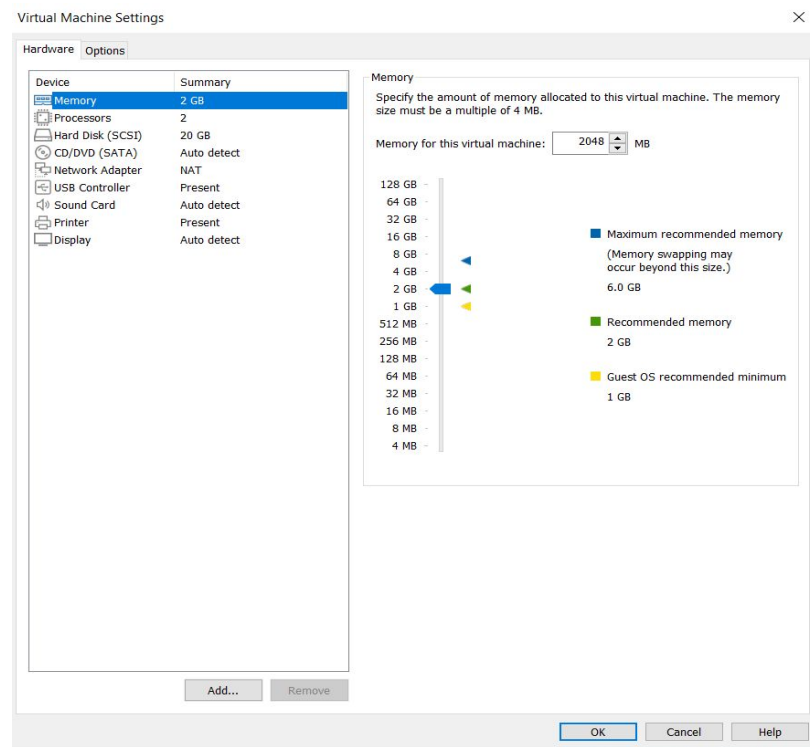 Virtual Machine Settings
Hardware Options
Device Summary
Memory 2 GB
Processors 2
Hard Disk (SCSI) 20 GB
CD/DVD (SATA) Auto detect
Network Adapter NAT
USB Controller Present
Sound Card Auto detect
Printer Present
Display Auto detect
Add... Remove
Memory
Specify the amount of memory allocated to this virtual machine. The memory
size must be a multiple of 4 MB.
Memory for this virtual machine: 2048 MB
128 GB
64 GB
32 GB
16 GB
8 GB
4 GB
2 GB
1 GB
512 MB
256 MB
128 MB
64 MB
32 MB
16 MB
8 MB
4 MB
Maximum recommended memory
(Memory swapping may
occur beyond this size.)
6.0 GB
Recommended memory
2 GB
Guest OS recommended minimum
1 GB
OK Cancel Help